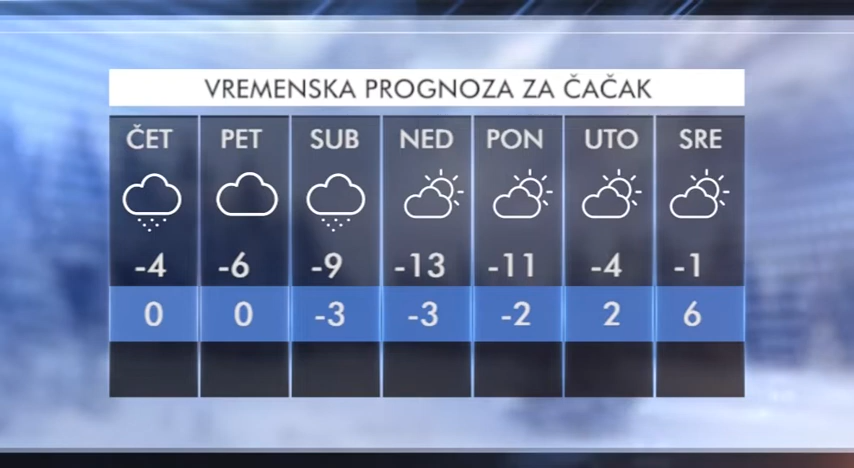 VREMENSKA PROGNOZA ZA ČAČAK
ČET PET SUB NED PON UTO SRE
-4 -6 -9 -13 -11 -4 -1
0 0 -3 -3 -2 2 6